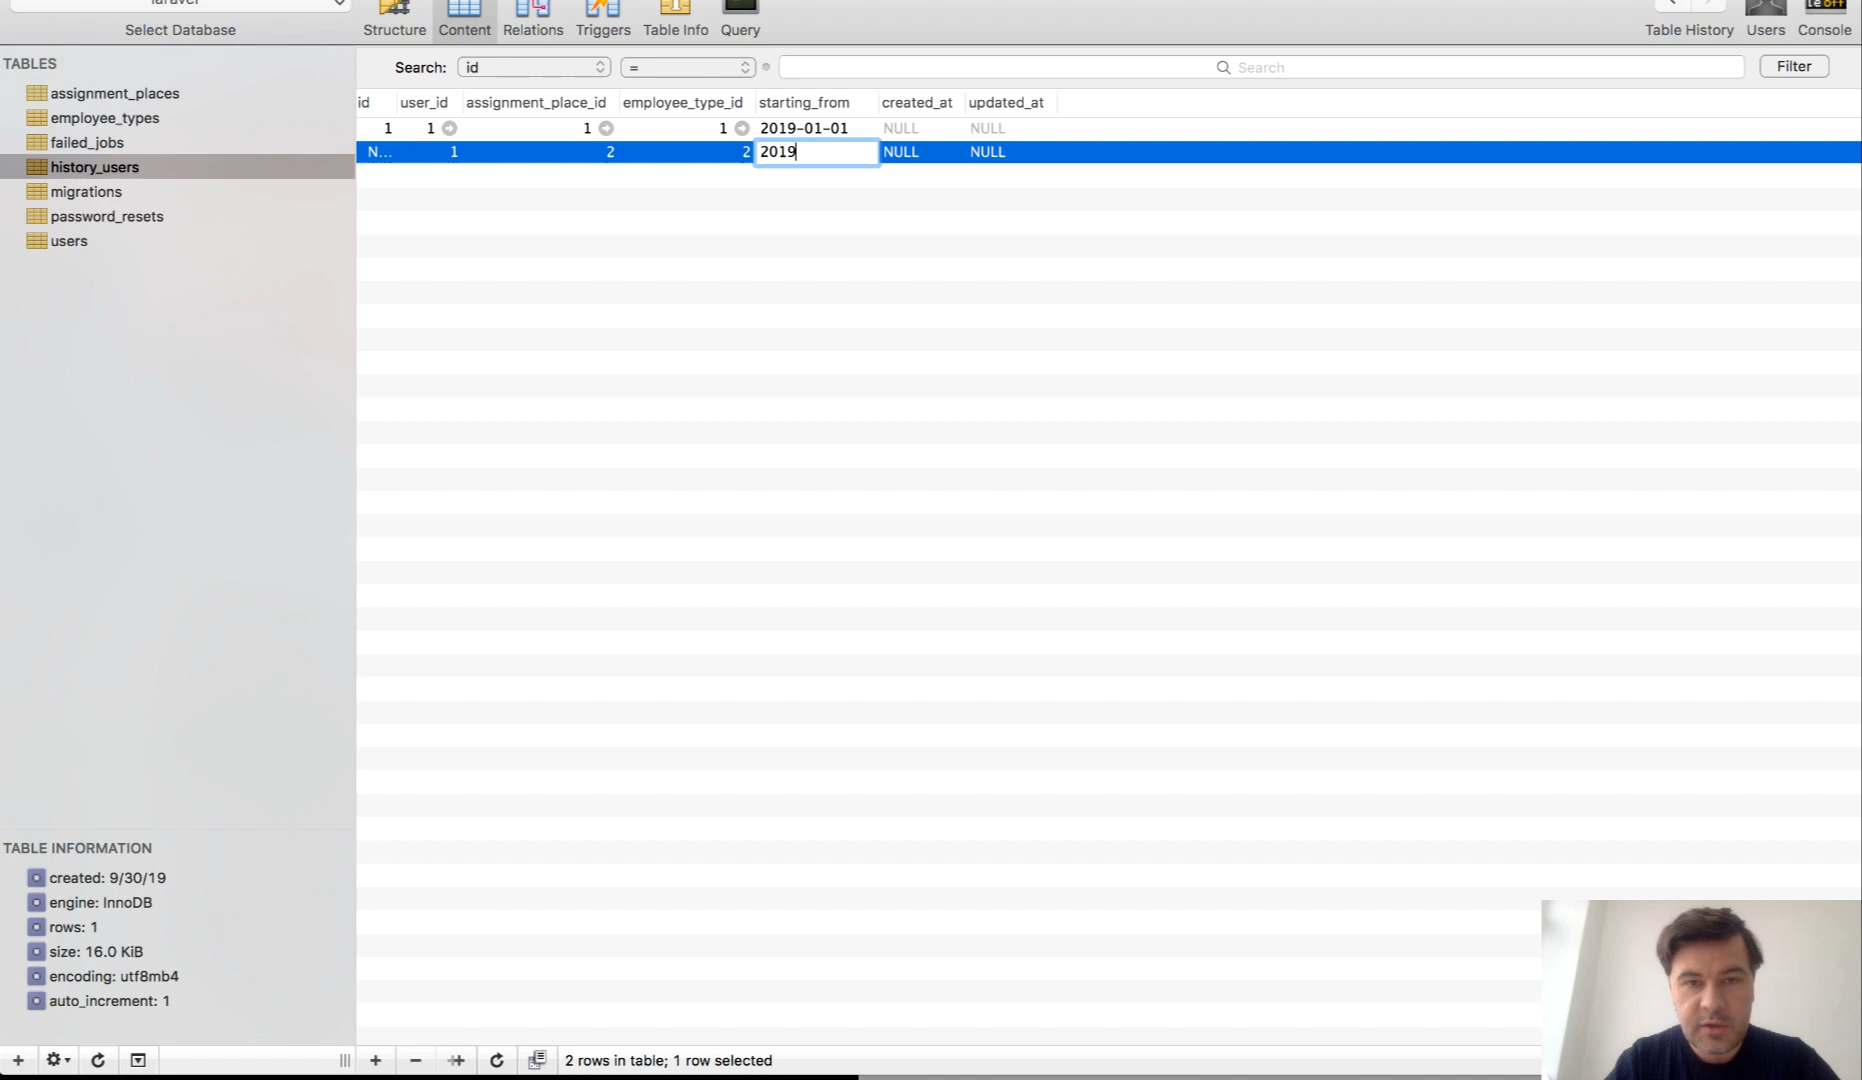 laravel
Select Database
Structure Content Relations Triggers Table Info Query
Table History Users Console
TABLES
assignment_places
employee_types
failed_jobs
history_users
migrations
password_resets
users
Search: id = Search Filter
id user_id assignment_place_id employee_type_id starting_from created_at updated_at
1 1 1 1 2019-01-01 NULL NULL
N... 1 2 2 2019 NULL NULL
TABLE INFORMATION
created: 9/30/19
engine: InnoDB
rows: 1
size: 16.0 KiB
encoding: utf8mb4
auto_increment: 1
2 rows in table; 1 row selected